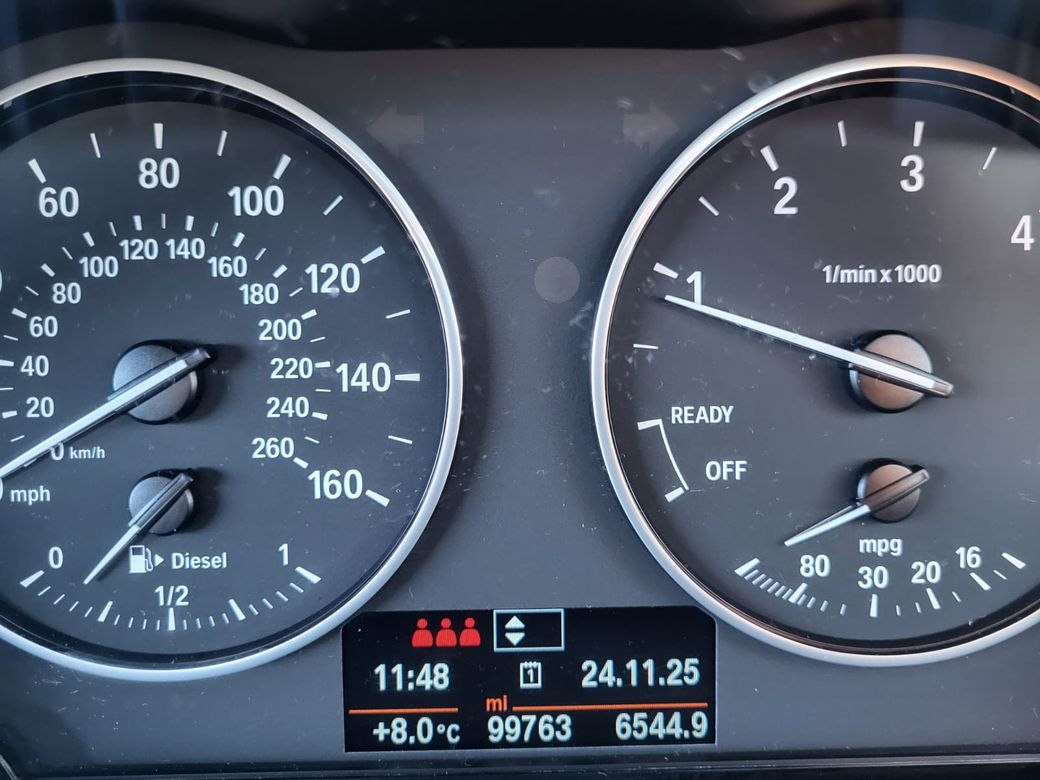 60 80 100 120 140 160
20 40 60 80 100 120 140 160 180 200 220 240 260
0 km/h
mph
0 1/2 1
Diesel
1 2 3 4
1/min x 1000
READY
OFF
mpg
80 30 20 16
11:48 1 24.11.25
mi
+8.0°C 99763 6544.9